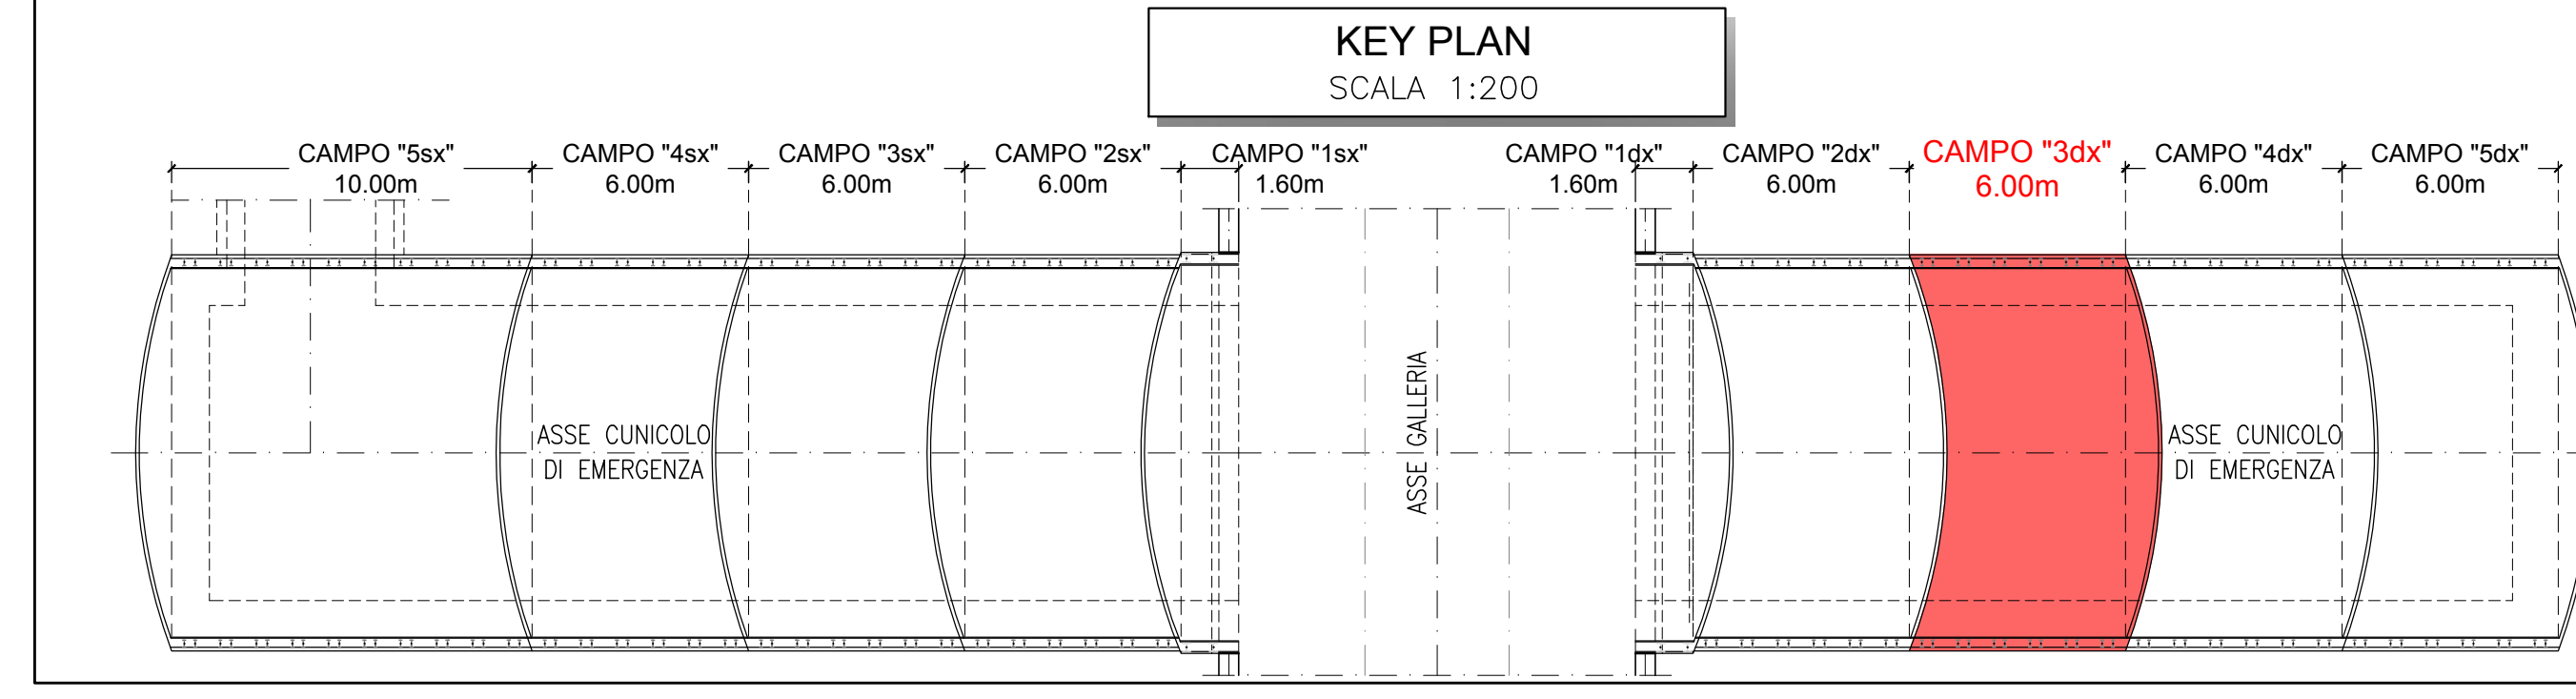 KEY PLAN
SCALA 1:200
CAMPO "5sx"
10.00m
CAMPO "4sx"
6.00m
CAMPO "3sx"
6.00m
CAMPO "2sx"
6.00m
CAMPO "1sx"
1.60m
CAMPO "1dx"
1.60m
CAMPO "2dx"
6.00m
CAMPO "3dx"
6.00m
CAMPO "4dx"
6.00m
CAMPO "5dx"
6.00m
ASSE CUNICOLO
DI EMERGENZA
ASSE GALLERIA
ASSE CUNICOLO
DI EMERGENZA